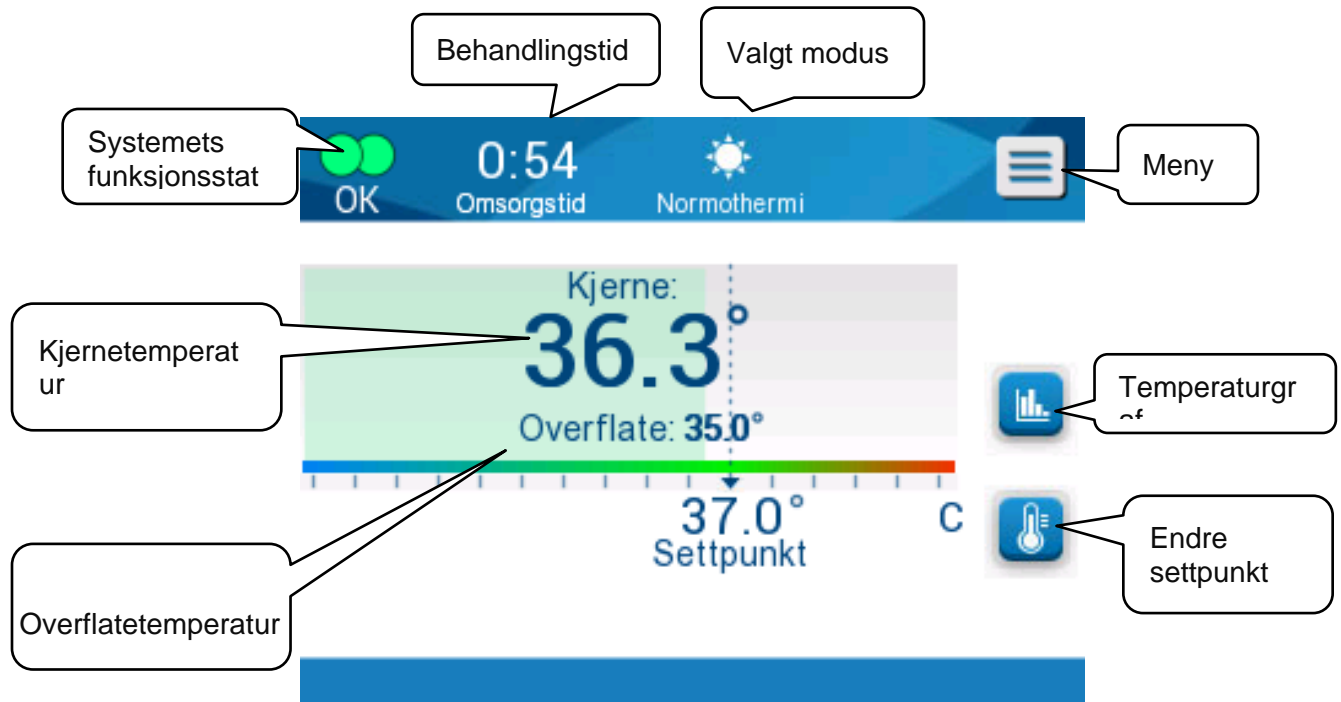 Behandlingstid
Valgt modus
Systemets
funksjonsstat
Meny
OK
0:54
Omsorgstid
Normothermi
Kjernetemperat
ur
Kjerne:
36.3°
Overflate: 35.0°
Temperaturgr
af
37.0°
C
Settpunkt
Endre
settpunkt
Overflatetemperatur